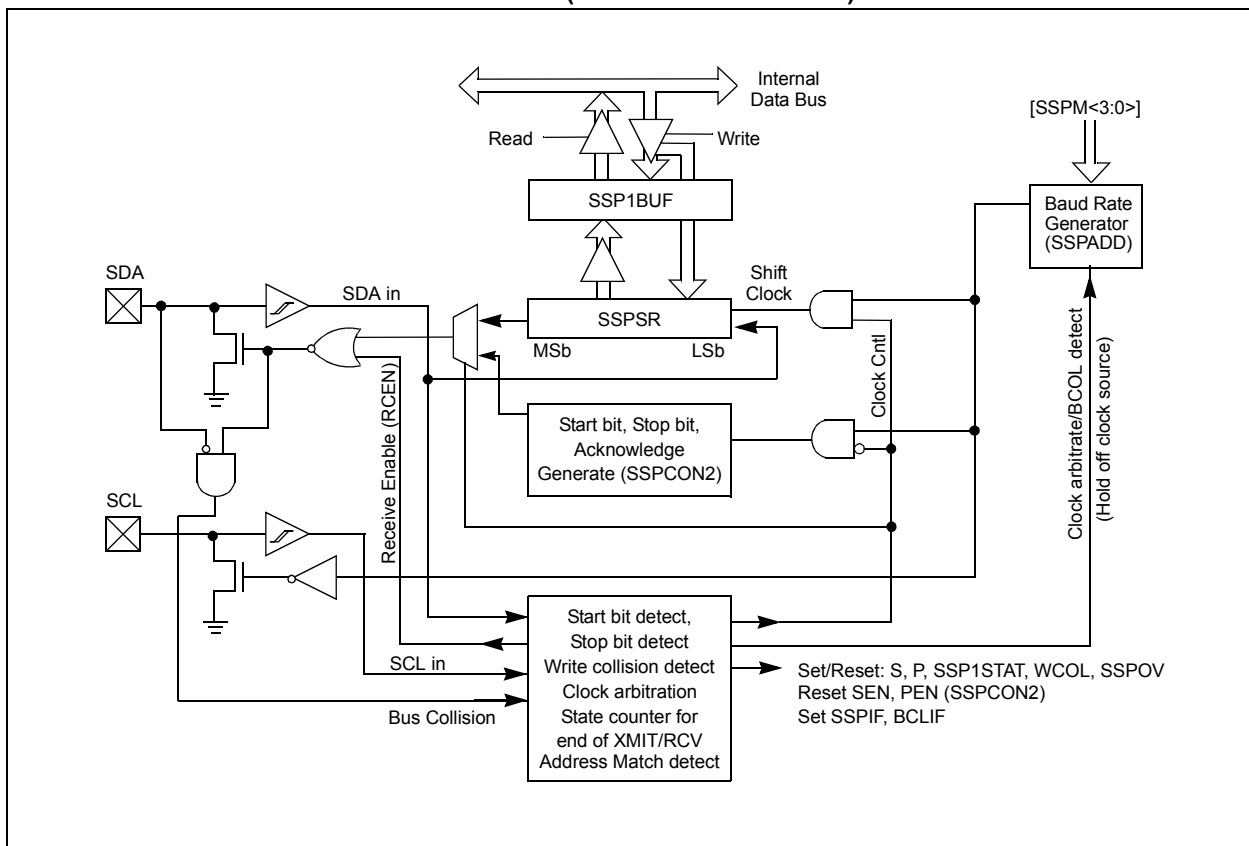 Internal
Data Bus
[SSPM<3:0>]
Read
Write
SSP1BUF
Baud Rate
Generator
(SSPADD)
SDA
SDA in
Shift
Clock
SSPSR
MSb
LSb
Start bit, Stop bit,
Acknowledge
Generate (SSPCON2)
Clock Cntl
Receive Enable (RCEN)
Clock arbitrate/BCOL detect
(Hold off clock source)
SCL
SCL in
Bus Collision
Start bit detect,
Stop bit detect
Write collision detect
Clock arbitration
State counter for
end of XMIT/RCV
Address Match detect
Set/Reset: S, P, SSP1STAT, WCOL, SSPOV
Reset SEN, PEN (SSPCON2)
Set SSPIF, BCLIF